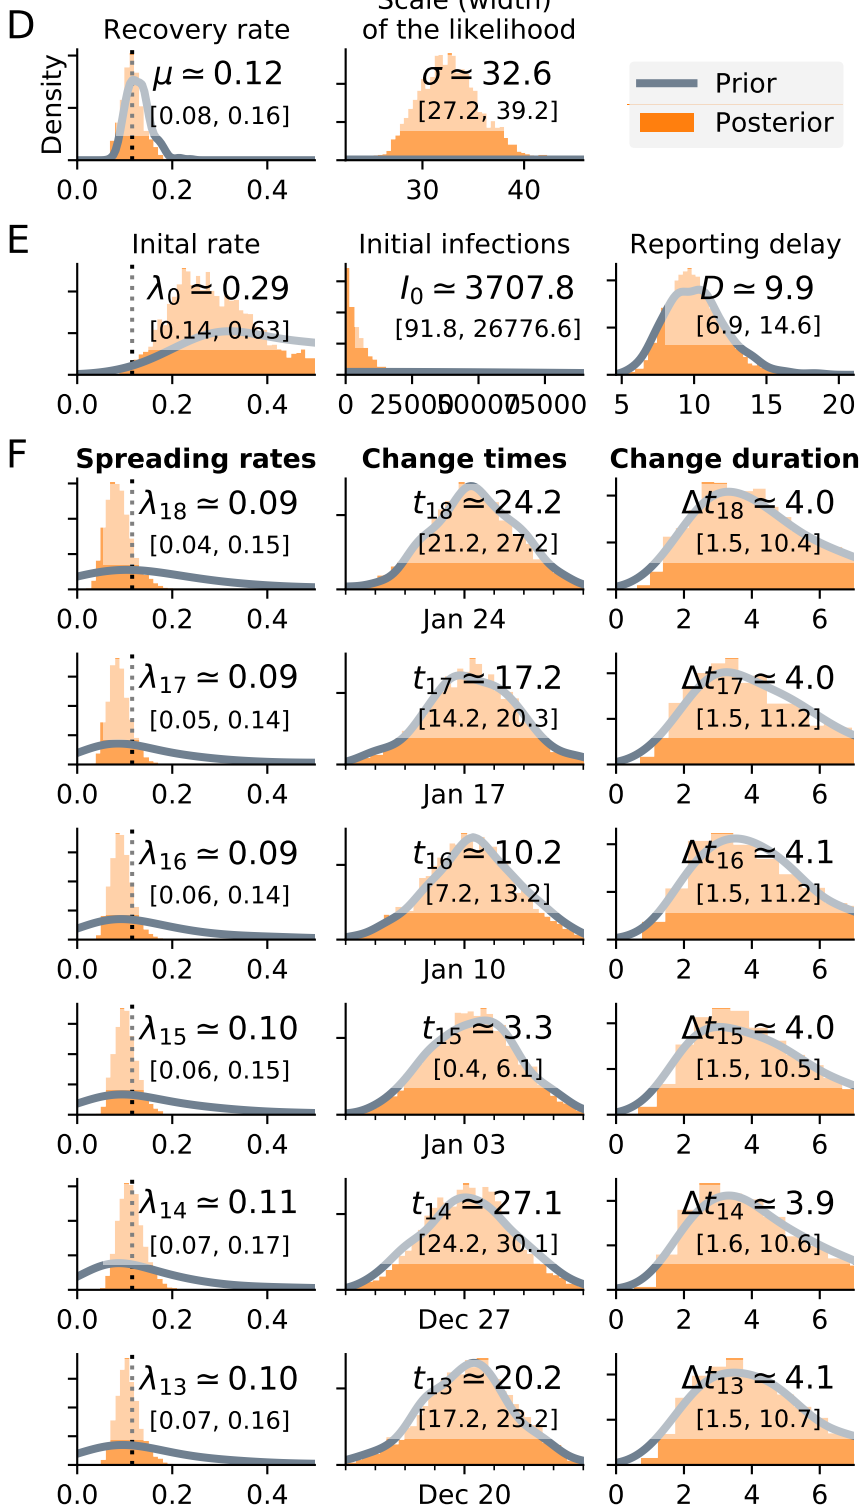 D
Scale (width)
Recovery rate
of the likelihood
Density
μ ≃ 0.12
[0.08, 0.16]
σ ≃ 32.6
[27.2, 39.2]
Prior
Posterior
0.0 0.2 0.4
30 40
E
Inital rate
Initial infections
Reporting delay
λ0 ≃ 0.29
[0.14, 0.63]
I0 ≃ 3707.8
[91.8, 26776.6]
D ≃ 9.9
[6.9, 14.6]
0.0 0.2 0.4
0 25000 50000 75000
5 10 15 20
F
Spreading rates
Change times
Change duration
λ18 ≃ 0.09
[0.04, 0.15]
t18 ≃ 24.2
[21.2, 27.2]
Δt18 ≃ 4.0
[1.5, 10.4]
0.0 0.2 0.4
Jan 24
0 2 4 6
λ17 ≃ 0.09
[0.05, 0.14]
t17 ≃ 17.2
[14.2, 20.3]
Δt17 ≃ 4.0
[1.5, 11.2]
0.0 0.2 0.4
Jan 17
0 2 4 6
λ16 ≃ 0.09
[0.06, 0.14]
t16 ≃ 10.2
[7.2, 13.2]
Δt16 ≃ 4.1
[1.5, 11.2]
0.0 0.2 0.4
Jan 10
0 2 4 6
λ15 ≃ 0.10
[0.06, 0.15]
t15 ≃ 3.3
[0.4, 6.1]
Δt15 ≃ 4.0
[1.5, 10.5]
0.0 0.2 0.4
Jan 03
0 2 4 6
λ14 ≃ 0.11
[0.07, 0.17]
t14 ≃ 27.1
[24.2, 30.1]
Δt14 ≃ 3.9
[1.6, 10.6]
0.0 0.2 0.4
Dec 27
0 2 4 6
λ13 ≃ 0.10
[0.07, 0.16]
t13 ≃ 20.2
[17.2, 23.2]
Δt13 ≃ 4.1
[1.5, 10.7]
0.0 0.2 0.4
Dec 20
0 2 4 6